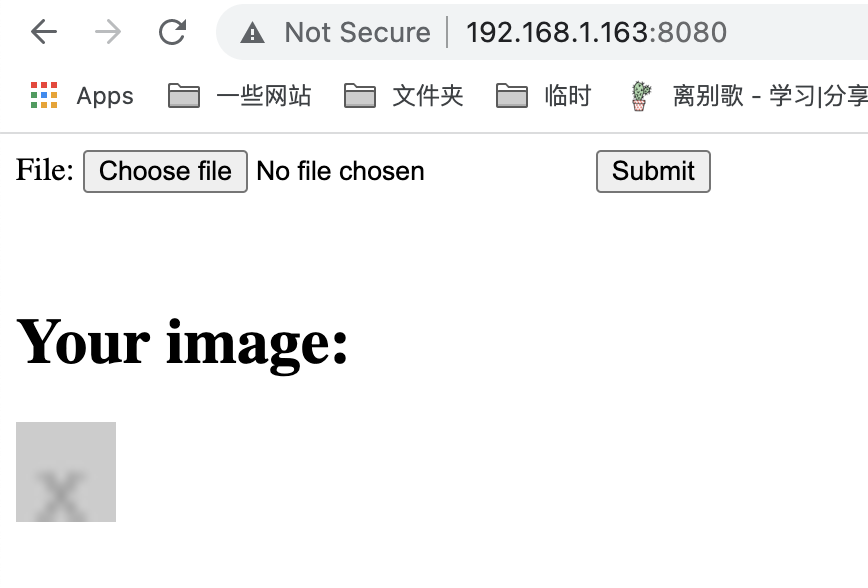 Not Secure 192.168.1.163:8080
Apps 一些网站 文件夹 临时 离别歌 - 学习|分享
File: Choose file No file chosen Submit
Your image:
x